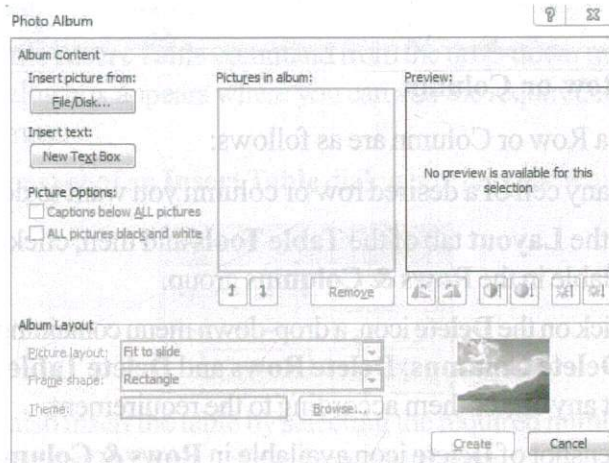 Photo Album
Album Content
Insert picture from:
File/Disk...
Insert text:
New Text Box
Picture Options:
Captions below ALL pictures
ALL pictures black and white
Pictures in album:
Remove
Preview:
No preview is available for this
selection
Album Layout
Picture layout: Fit to slide
Frame shape: Rectangle
Theme: Browse...
Create Cancel